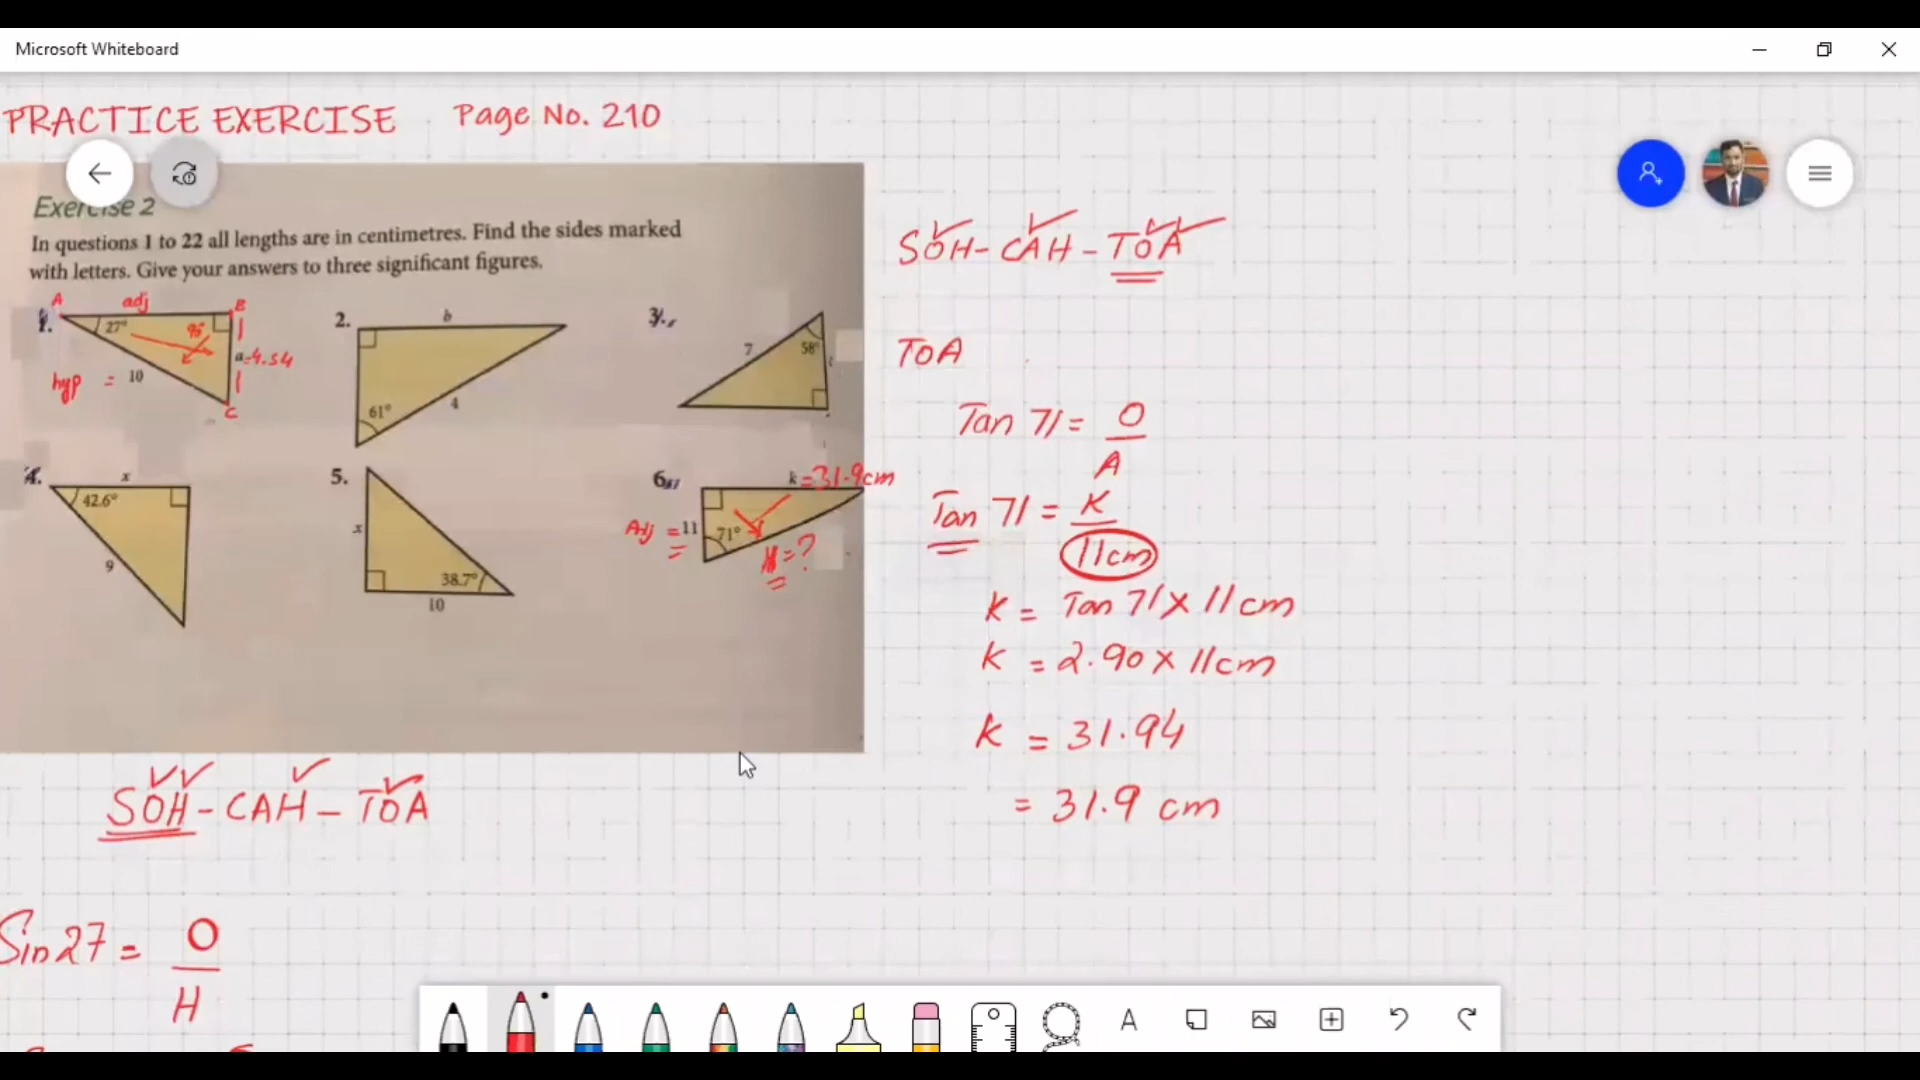 Microsoft Whiteboard
PRACTICE EXERCISE Page No. 210
Exercise 2
In questions 1 to 22 all lengths are in centimetres. Find the sides marked
with letters. Give your answers to three significant figures.
A adj B
1. 27° 95° a=4.54
hyp = 10
C
2. b
61° 4
3.
7 58°
4. x
42.6°
9
5.
x
38.7°
10
6. k=31.9cm
Adj = 11 71°
H=?
SOH-CAH-TOA
Sin 27 = O
H
SOH-CAH-TOA
TOA
Tan 71 = O
A
Tan 71 = K
11cm
K = Tan 71 x 11cm
K = 2.90 x 11cm
K = 31.94
= 31.9 cm
A